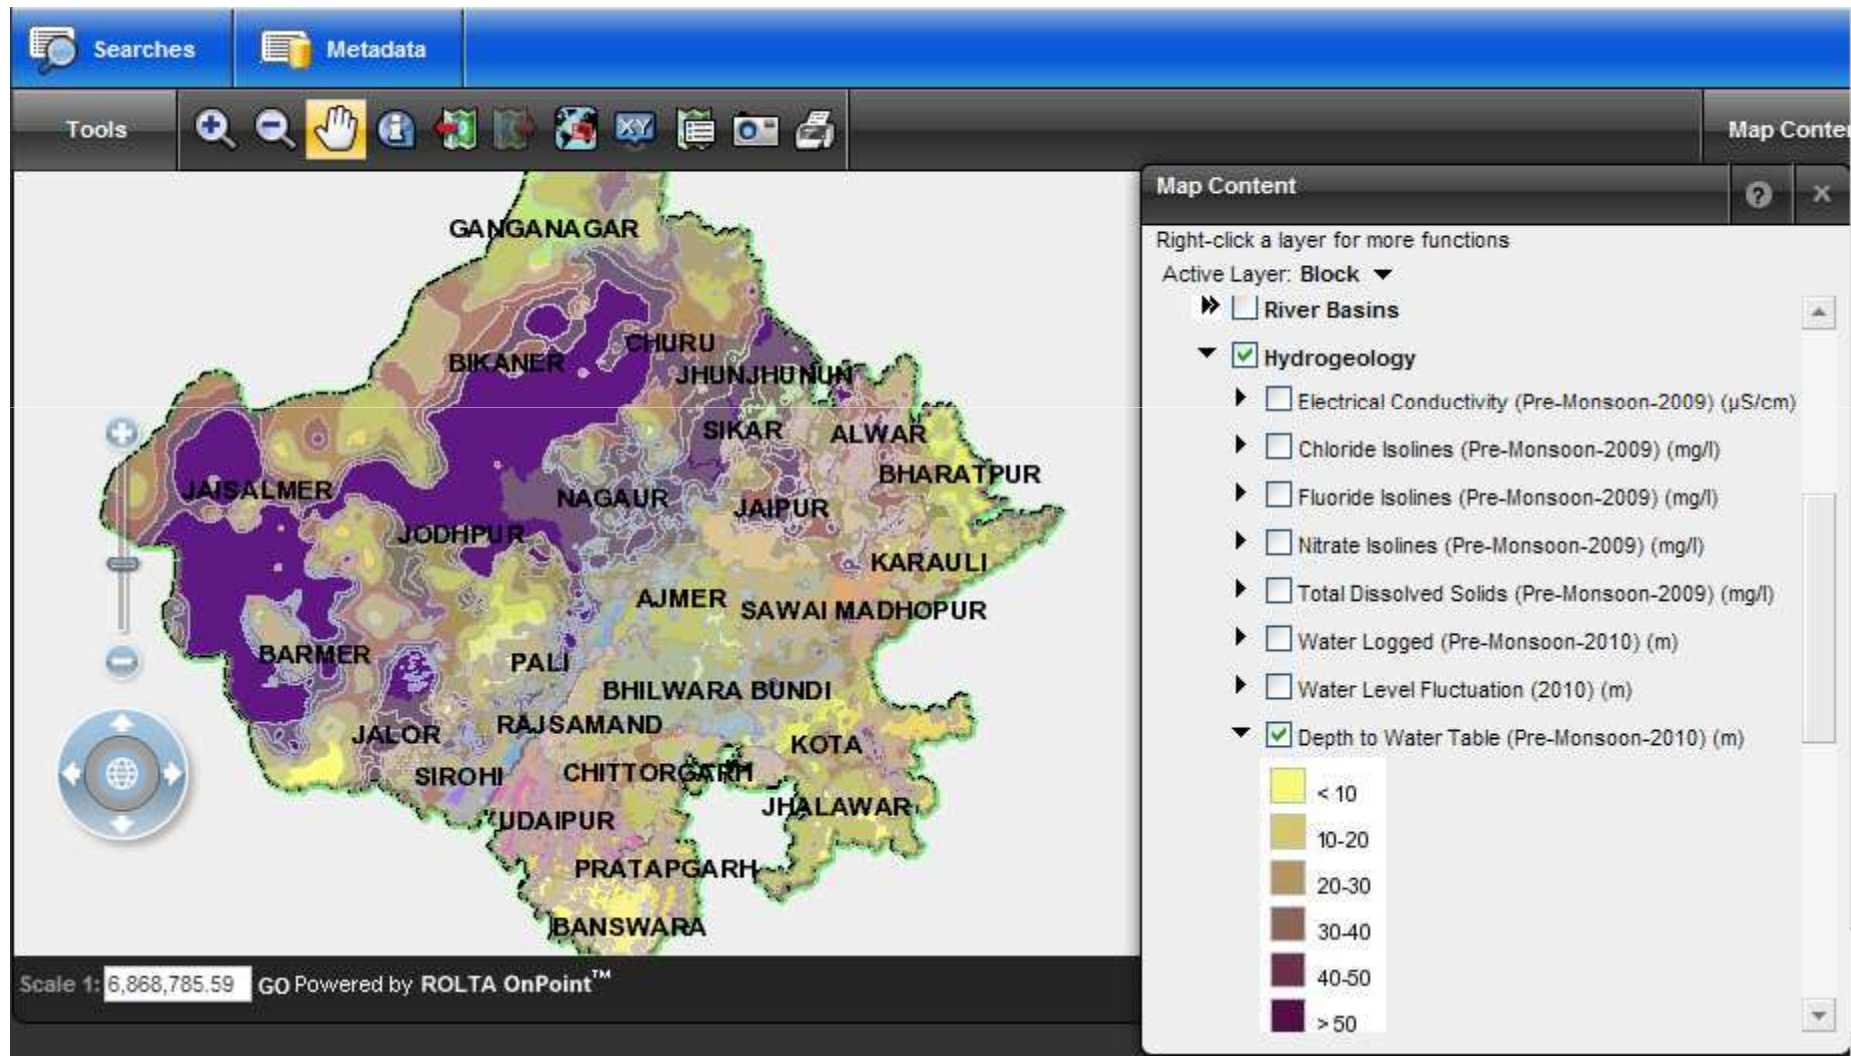 Searches
Metadata
Tools
XY
Map Conte
Map Content
?
x
Right-click a layer for more functions
Active Layer: Block
River Basins
Hydrogeology
Electrical Conductivity (Pre-Monsoon-2009) (µS/cm)
Chloride Isolines (Pre-Monsoon-2009) (mg/l)
Fluoride Isolines (Pre-Monsoon-2009) (mg/l)
Nitrate Isolines (Pre-Monsoon-2009) (mg/l)
Total Dissolved Solids (Pre-Monsoon-2009) (mg/l)
Water Logged (Pre-Monsoon-2010) (m)
Water Level Fluctuation (2010) (m)
Depth to Water Table (Pre-Monsoon-2010) (m)
< 10
10-20
20-30
30-40
40-50
> 50
GANGANAGAR
CHURU
BIKANER
JHUNJHUNUN
SIKAR
ALWAR
BHARATPUR
JAISALMER
NAGAUR
JAIPUR
JODHPUR
KARAULI
AJMER
SAWAI MADHOPUR
BARMER
PALI
BHILWARA BUNDI
RAJSAMAND
JALOR
KOTA
SIROHI
CHITTORGARH
JHALAWAR
UDAIPUR
PRATAPGARH
BANSWARA
Scale 1: 6,868,785.59 GO Powered by ROLTA OnPoint™